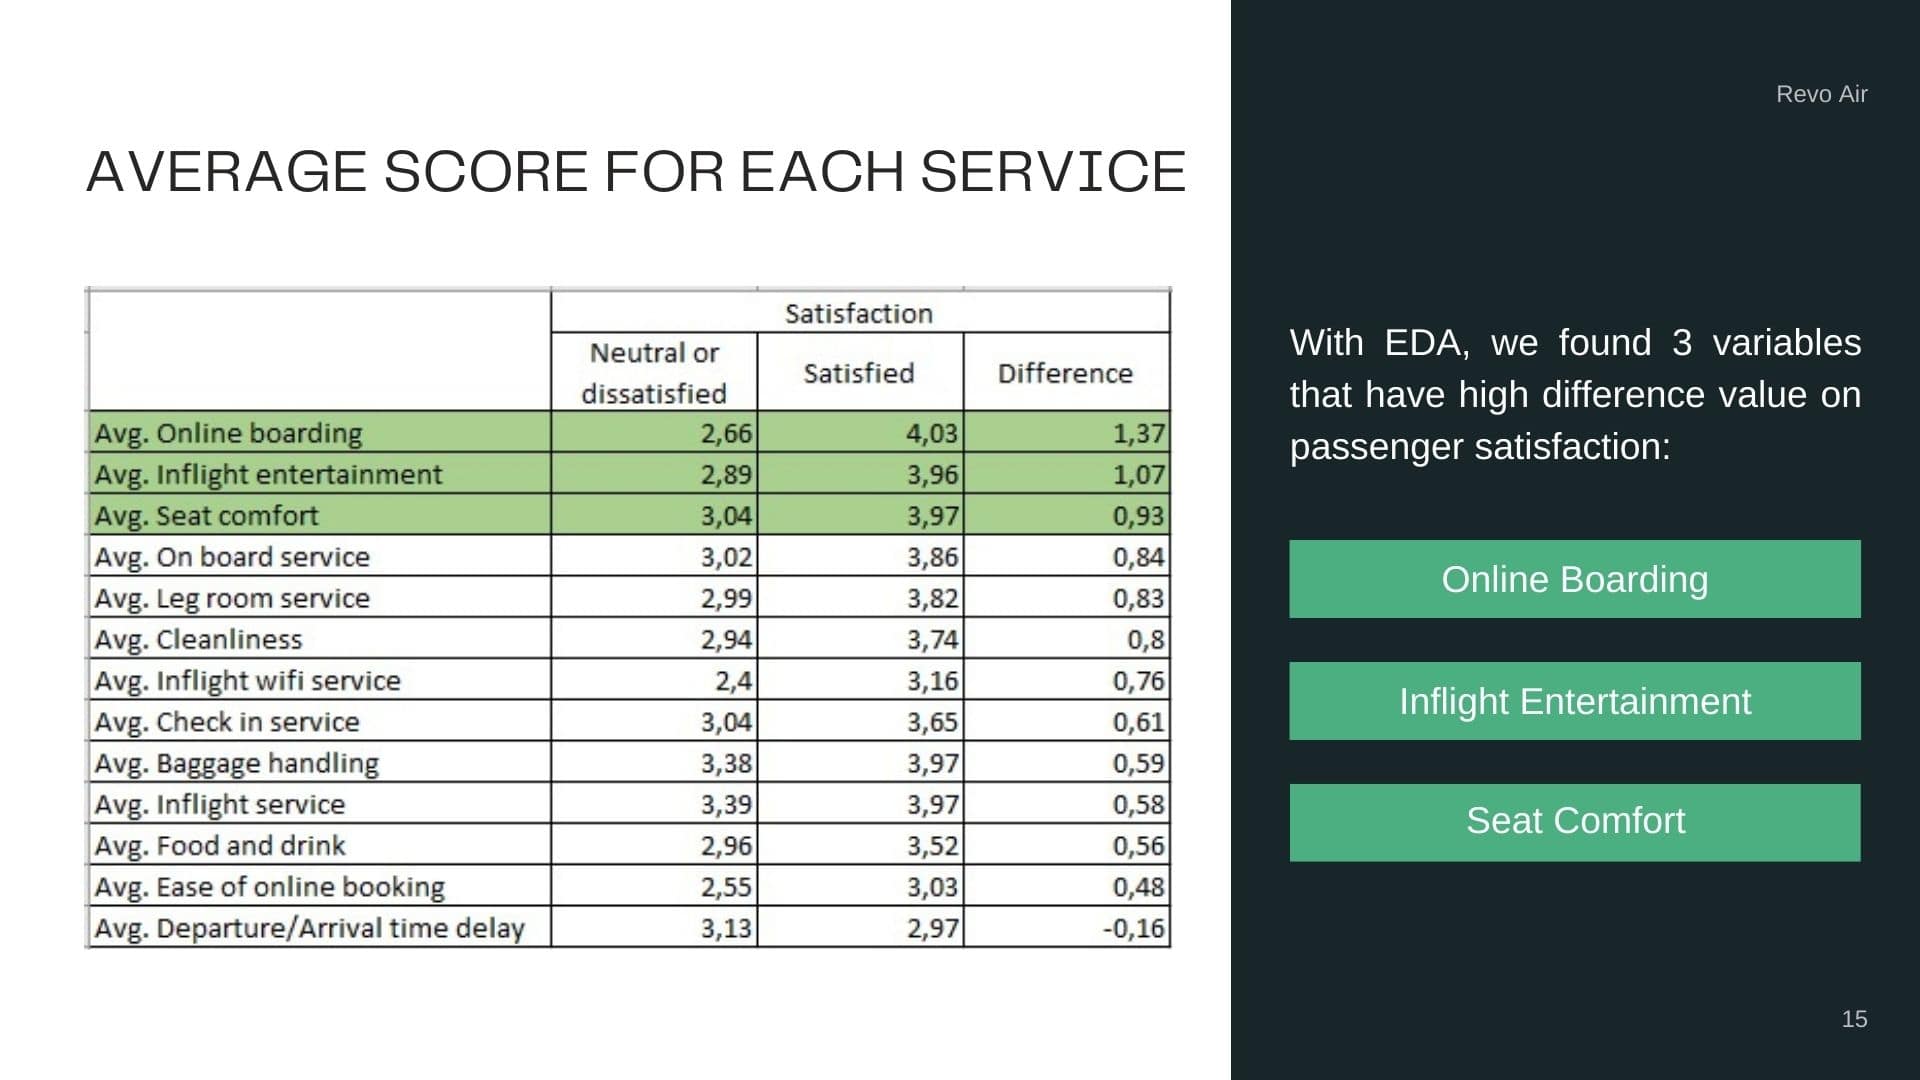 Revo Air
AVERAGE SCORE FOR EACH SERVICE
Satisfaction
Neutral or
dissatisfied
Satisfied
Difference
Avg. Online boarding 2,66 4,03 1,37
Avg. Inflight entertainment 2,89 3,96 1,07
Avg. Seat comfort 3,04 3,97 0,93
Avg. On board service 3,02 3,86 0,84
Avg. Leg room service 2,99 3,82 0,83
Avg. Cleanliness 2,94 3,74 0,8
Avg. Inflight wifi service 2,4 3,16 0,76
Avg. Check in service 3,04 3,65 0,61
Avg. Baggage handling 3,38 3,97 0,59
Avg. Inflight service 3,39 3,97 0,58
Avg. Food and drink 2,96 3,52 0,56
Avg. Ease of online booking 2,55 3,03 0,48
Avg. Departure/Arrival time delay 3,13 2,97 -0,16
With EDA, we found 3 variables
that have high difference value on
passenger satisfaction:
Online Boarding
Inflight Entertainment
Seat Comfort
15